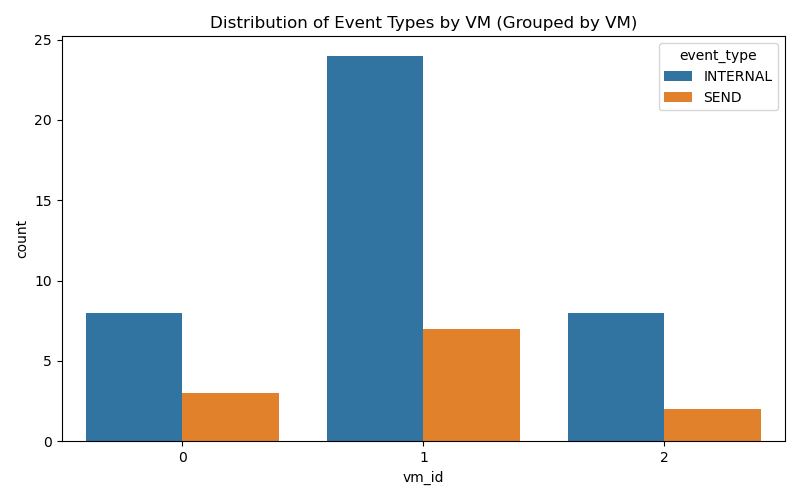 Distribution of Event Types by VM (Grouped by VM)
event_type
INTERNAL
SEND
count
25
20
15
10
5
0
0 1 2
vm_id